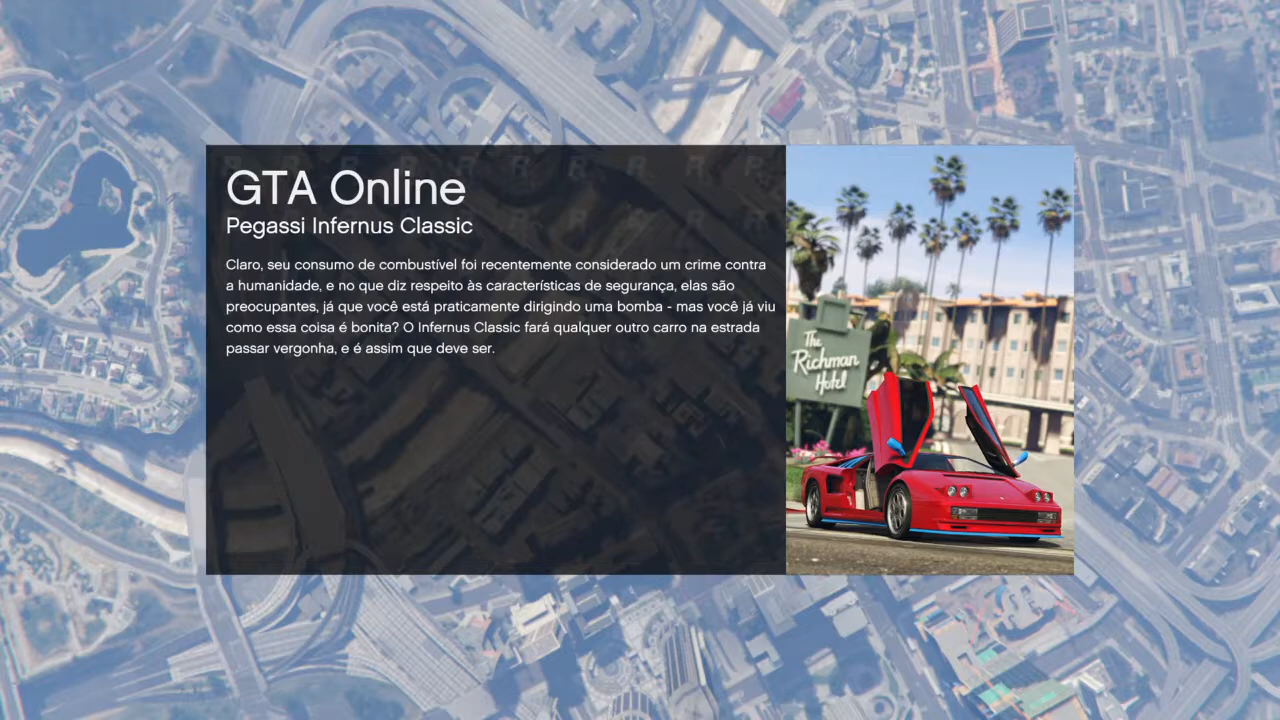 GTA Online
Pegassi Infernus Classic
Claro, seu consumo de combustível foi recentemente considerado um crime contra
a humanidade, e no que diz respeito às características de segurança, elas são
preocupantes, já que você está praticamente dirigindo uma bomba - mas você já viu
como essa coisa é bonita? O Infernus Classic fará qualquer outro carro na estrada
passar vergonha, e é assim que deve ser.
The
Richman
Hotel